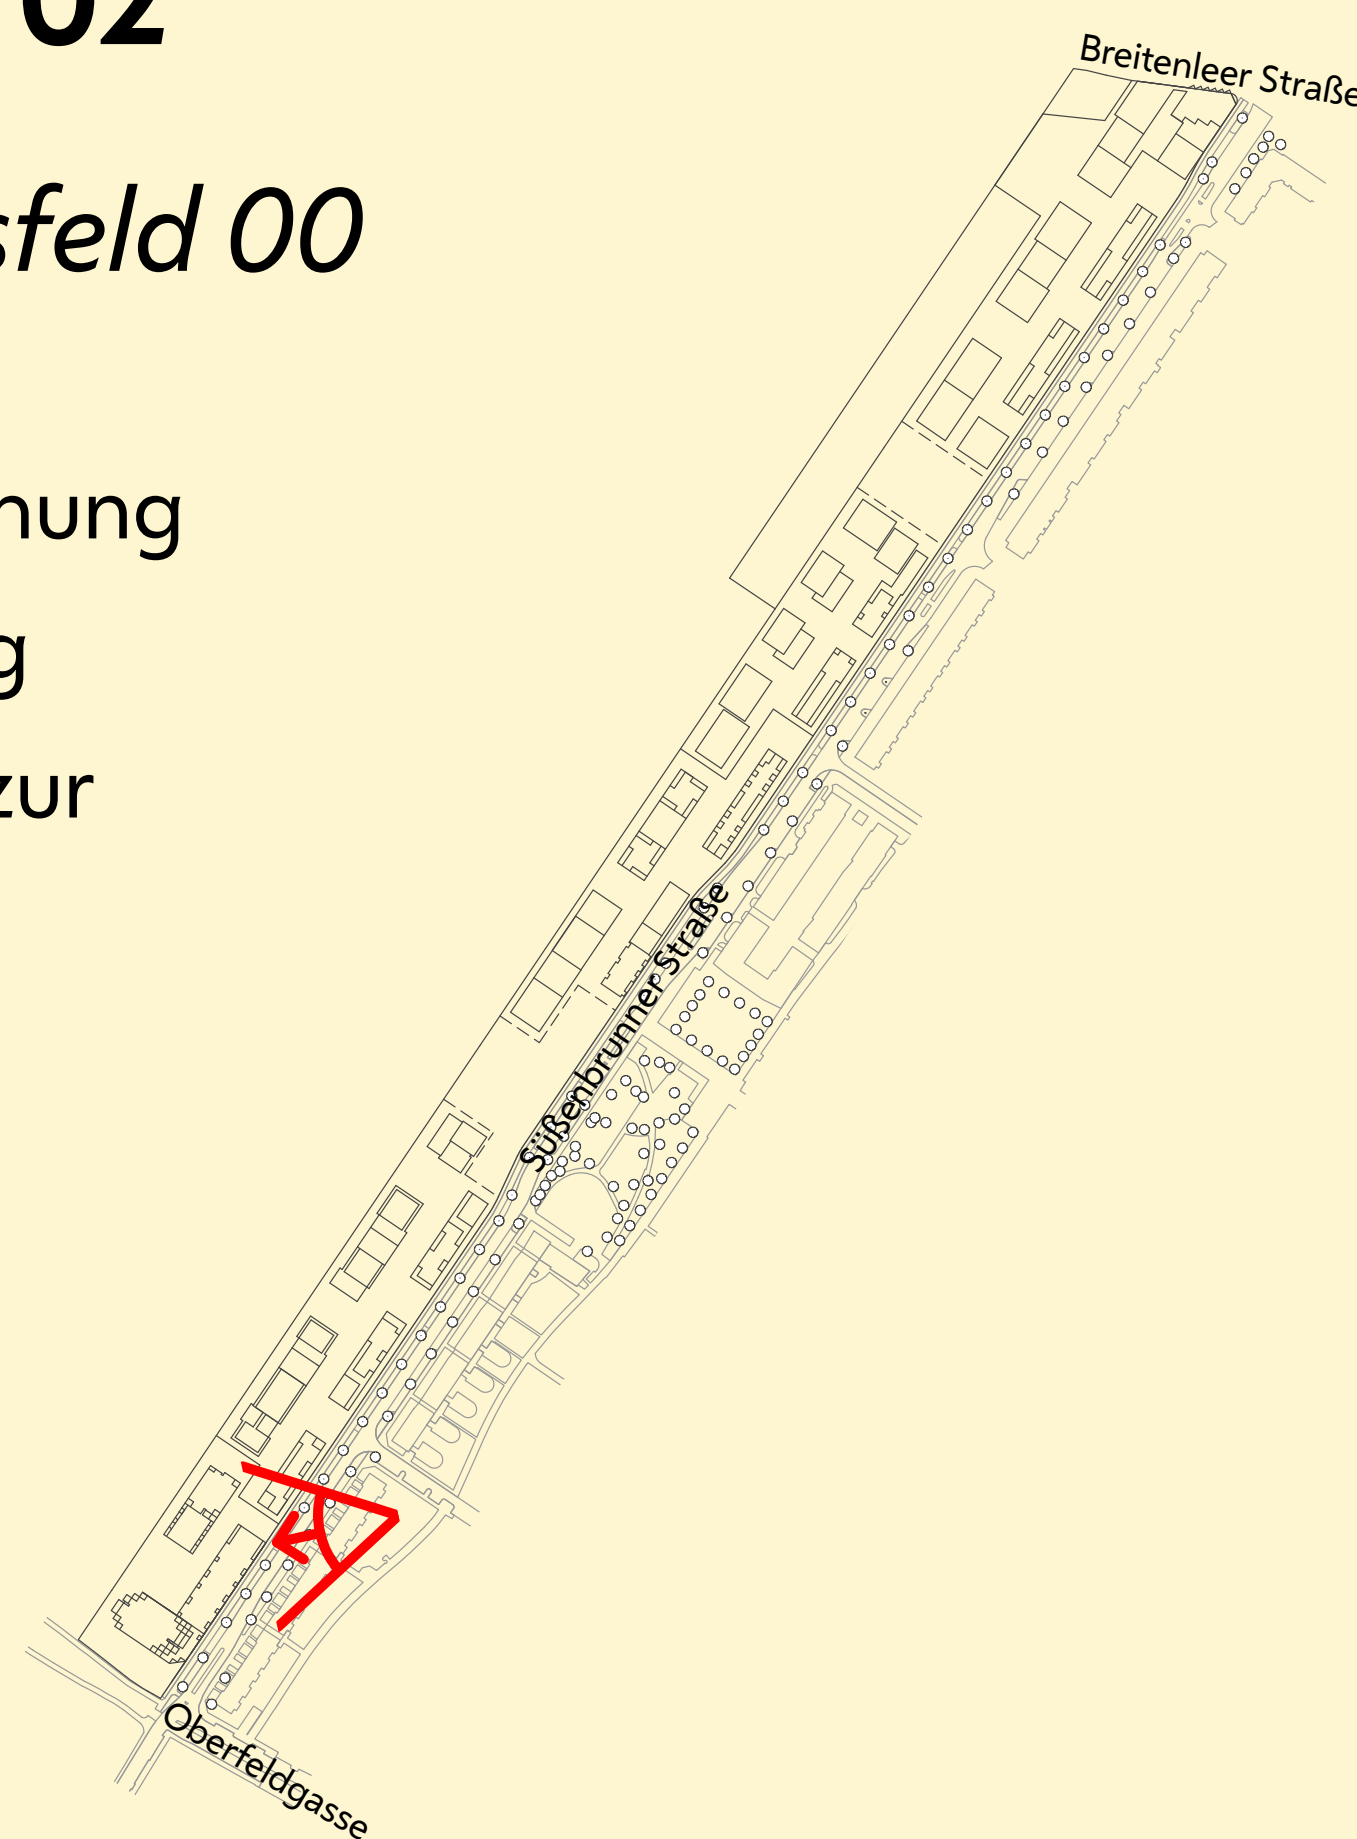 02
Breitenleer Straße
sfeld 00
nung
g
zur
Süßenbrunner Straße
Oberfeldgasse